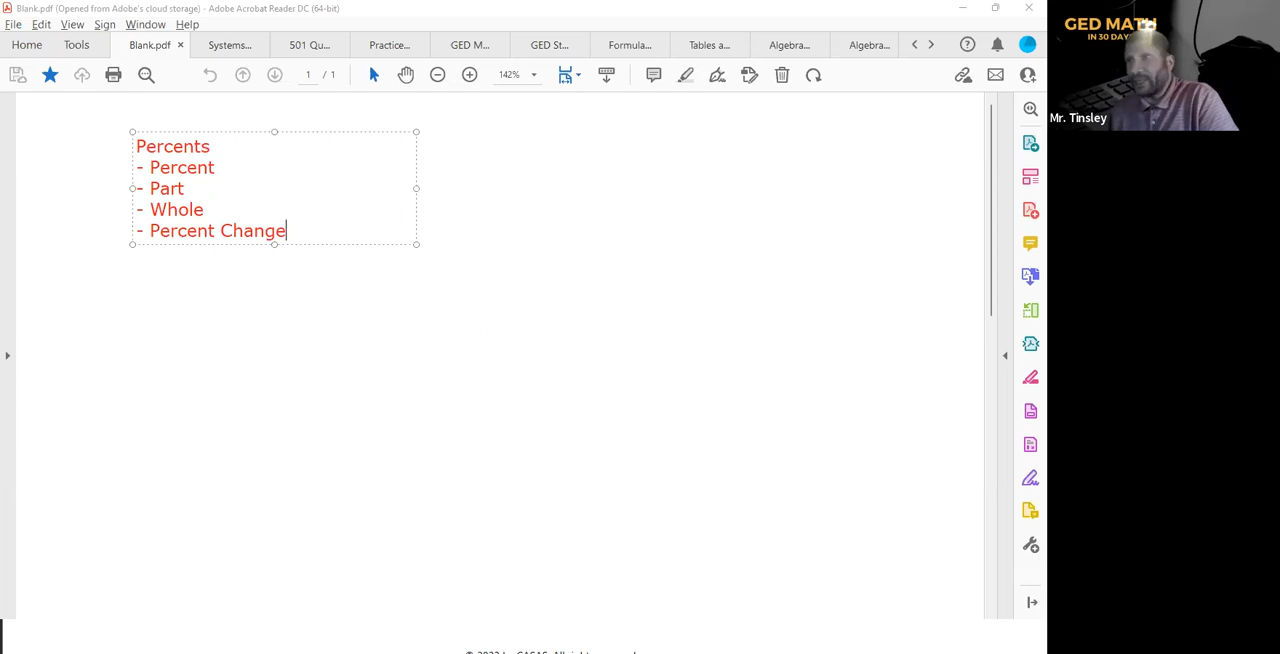 Blank.pdf (Opened from Adobe's cloud storage) - Adobe Acrobat Reader DC (64-bit)
File Edit View Sign Window Help
Home Tools Blank.pdf × Systems... 501 Qu... Practice... GED M... GED St... Formula... Tables a... Algebra... Algebra...
1 / 1 142%
GED MATH
IN 30 DAYS
Mr. Tinsley
Percents
- Percent
- Part
- Whole
- Percent Change